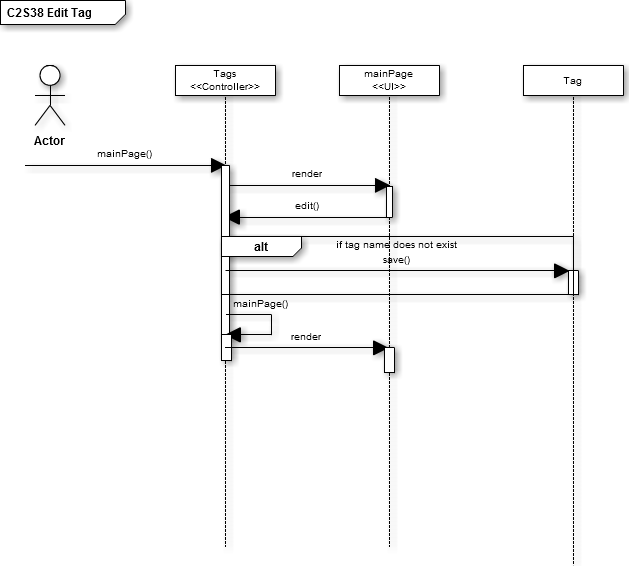 C2S38 Edit Tag
Tags
<<Controller>>
mainPage
<<UI>>
Tag
Actor
mainPage()
render
edit()
alt
if tag name does not exist
save()
mainPage()
render